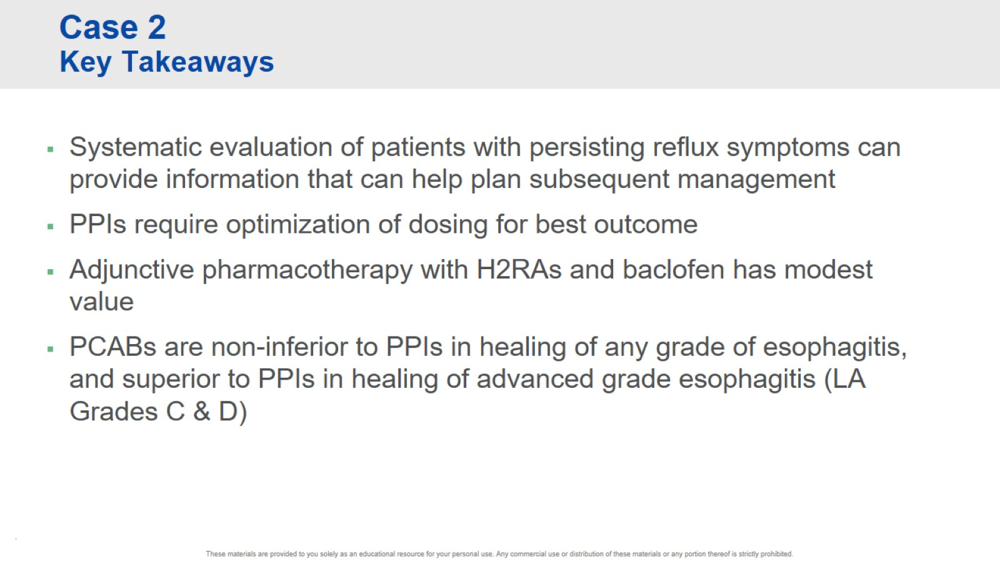 Case 2
Key Takeaways
▪ Systematic evaluation of patients with persisting reflux symptoms can
provide information that can help plan subsequent management
▪ PPIs require optimization of dosing for best outcome
▪ Adjunctive pharmacotherapy with H2RAs and baclofen has modest
value
▪ PCABs are non-inferior to PPIs in healing of any grade of esophagitis,
and superior to PPIs in healing of advanced grade esophagitis (LA
Grades C & D)
.
These materials are provided to you solely as an educational resource for your personal use. Any commercial use or distribution of these materials or any portion thereof is strictly prohibited.